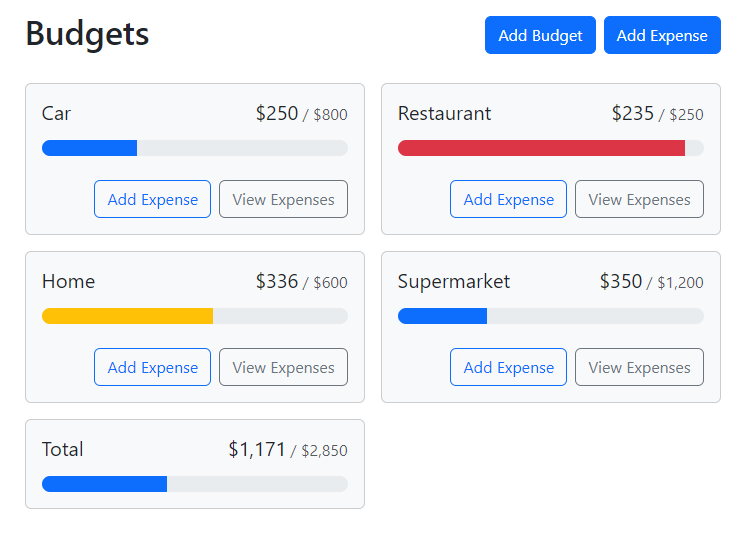 Budgets Add Budget Add Expense
Car $250 / $800
Add Expense View Expenses
Restaurant $235 / $250
Add Expense View Expenses
Home $336 / $600
Add Expense View Expenses
Supermarket $350 / $1,200
Add Expense View Expenses
Total $1,171 / $2,850